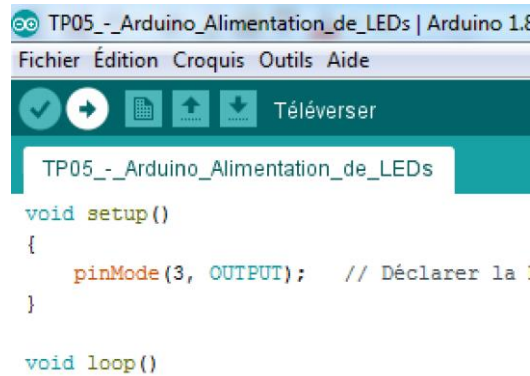 TP05_-_Arduino_Alimentation_de_LEDs | Arduino 1.8
Fichier Édition Croquis Outils Aide
Téléverser
TP05_-_Arduino_Alimentation_de_LEDs
void setup()
{
pinMode(3, OUTPUT); // Déclarer la
}
void loop()